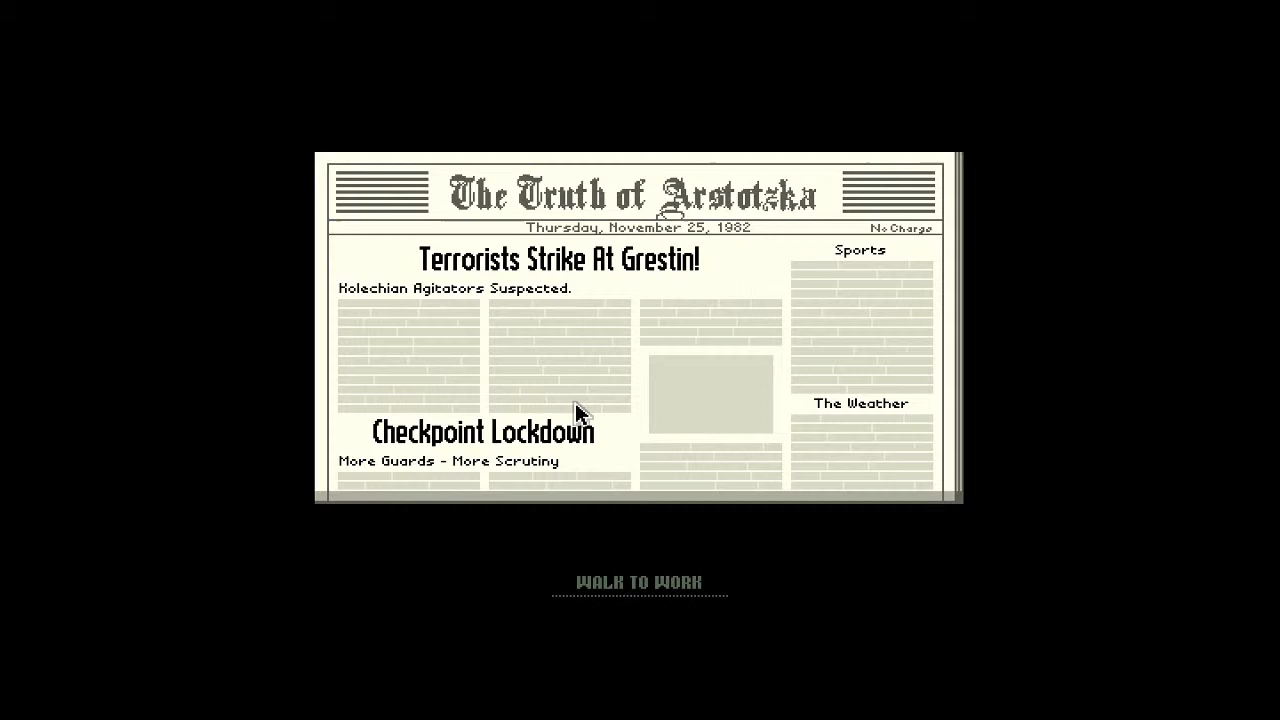 The Truth of Arstotzka
Thursday, November 25, 1982
No Charge
Terrorists Strike At Grestin!
Kolechian Agitators Suspected.
Checkpoint Lockdown
More Guards - More Scrutiny
Sports
The Weather
WALK TO WORK